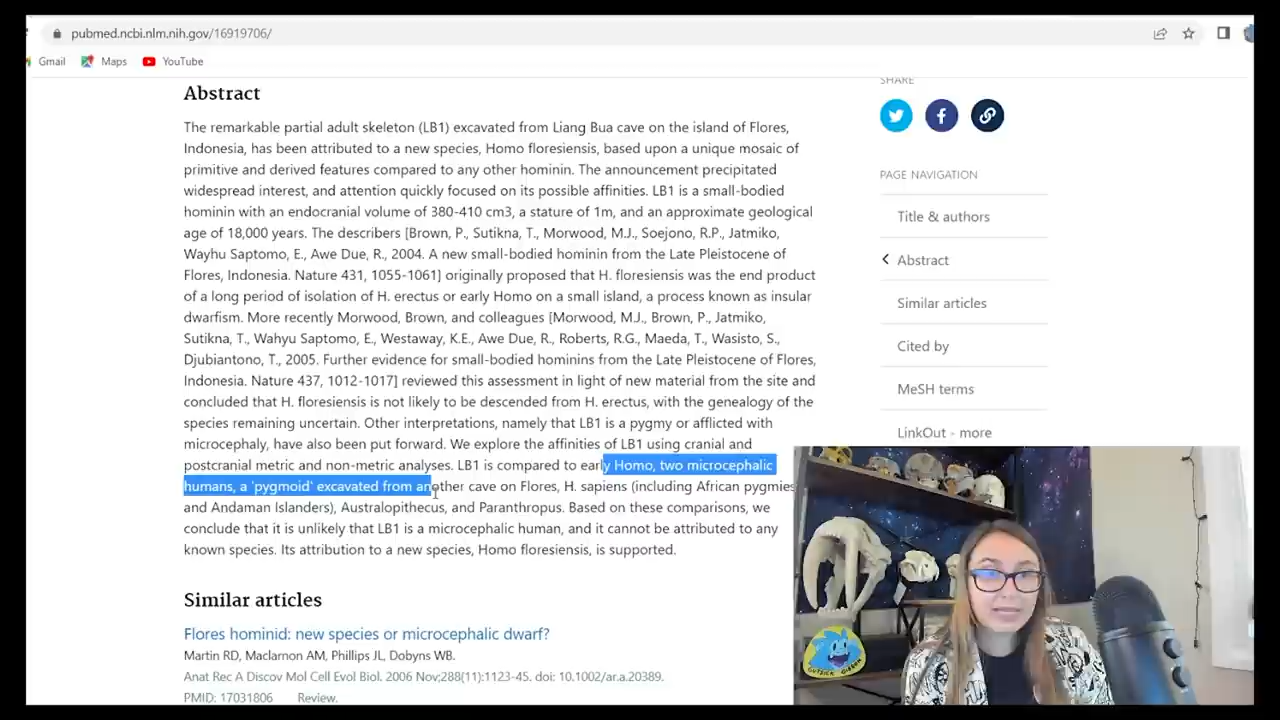 pubmed.ncbi.nlm.nih.gov/16919706/
Gmail Maps YouTube
Abstract
The remarkable partial adult skeleton (LB1) excavated from Liang Bua cave on the island of Flores,
Indonesia, has been attributed to a new species, Homo floresiensis, based upon a unique mosaic of
primitive and derived features compared to any other hominin. The announcement precipitated
widespread interest, and attention quickly focused on its possible affinities. LB1 is a small-bodied
hominin with an endocranial volume of 380-410 cm3, a stature of 1m, and an approximate geological
age of 18,000 years. The describers [Brown, P., Sutikna, T., Morwood, M.J., Soejono, R.P., Jatmiko,
Wayhu Saptomo, E., Awe Due, R., 2004. A new small-bodied hominin from the Late Pleistocene of
Flores, Indonesia. Nature 431, 1055-1061] originally proposed that H. floresiensis was the end product
of a long period of isolation of H. erectus or early Homo on a small island, a process known as insular
dwarfism. More recently Morwood, Brown, and colleagues [Morwood, M.J., Brown, P., Jatmiko,
Sutikna, T., Wahyu Saptomo, E., Westaway, K.E., Awe Due, R., Roberts, R.G., Maeda, T., Wasisto, S.,
Djubiantono, T., 2005. Further evidence for small-bodied hominins from the Late Pleistocene of Flores,
Indonesia. Nature 437, 1012-1017] reviewed this assessment in light of new material from the site and
concluded that H. floresiensis is not likely to be descended from H. erectus, with the genealogy of the
species remaining uncertain. Other interpretations, namely that LB1 is a pygmy or afflicted with
microcephaly, have also been put forward. We explore the affinities of LB1 using cranial and
postcranial metric and non-metric analyses. LB1 is compared to early Homo, two microcephalic
humans, a 'pygmoid' excavated from another cave on Flores, H. sapiens (including African pygmies
and Andaman Islanders), Australopithecus, and Paranthropus. Based on these comparisons, we
conclude that it is unlikely that LB1 is a microcephalic human, and it cannot be attributed to any
known species. Its attribution to a new species, Homo floresiensis, is supported.
Similar articles
Flores hominid: new species or microcephalic dwarf?
Martin RD, Maclarnon AM, Phillips JL, Dobyns WB.
Anat Rec A Discov Mol Cell Evol Biol. 2006 Nov;288(11):1123-45. doi: 10.1002/ar.a.20389.
PMID: 17031806 Review.
SHARE
PAGE NAVIGATION
Title & authors
Abstract
Similar articles
Cited by
MeSH terms
LinkOut - more
GUTSICK GIBBON